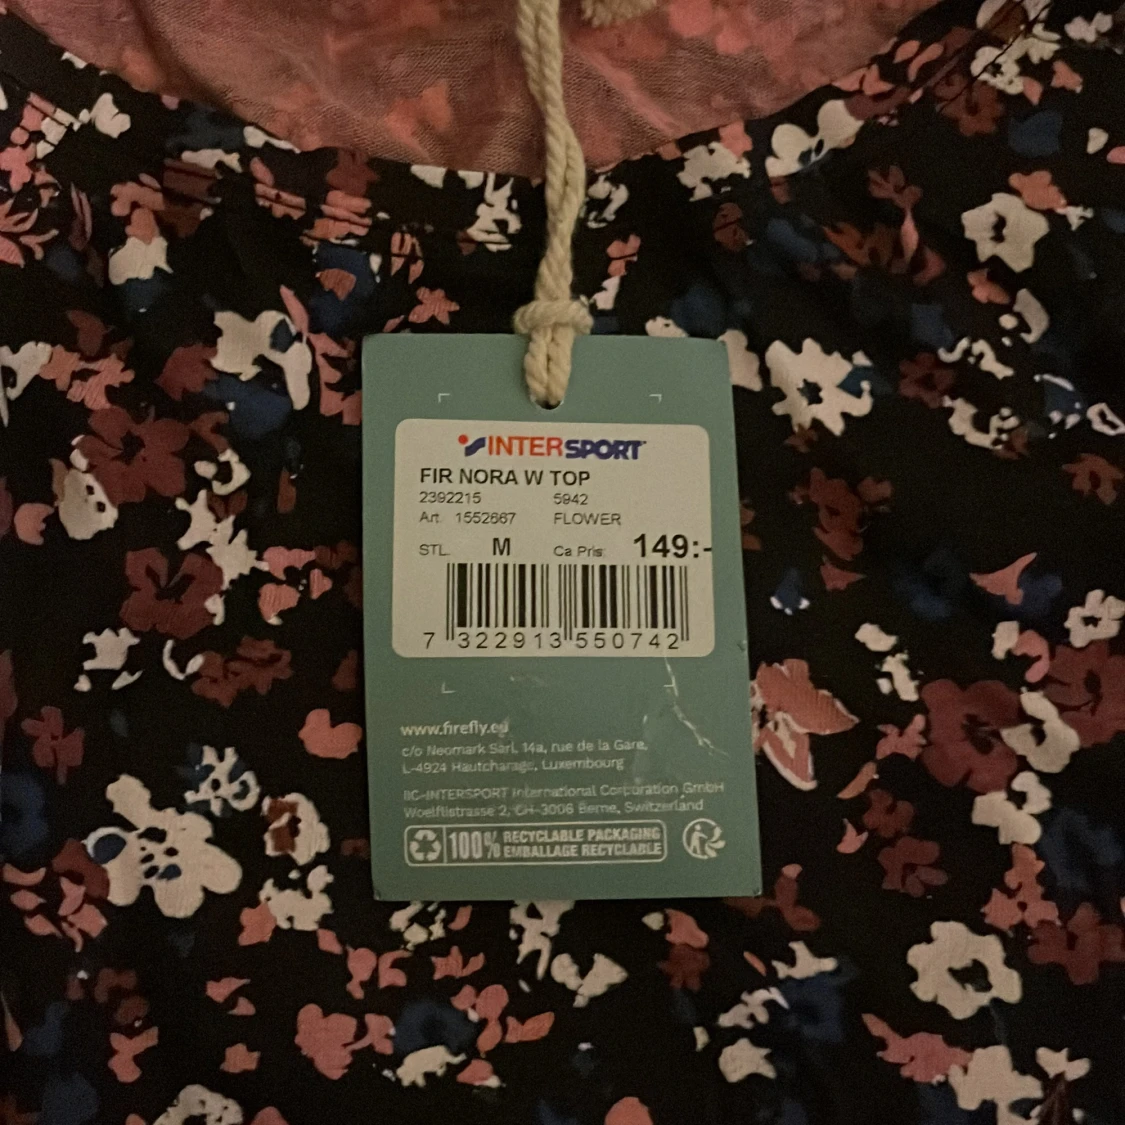 INTERSPORT
FIR NORA W TOP
2392215 5942
Art. 1552667 FLOWER
STL. M Ca Pris: 149:-
7 322913 550742
www.firefly.eu
c/o Neomark Sàrl, 14a, rue de la Gare,
L-4924 Hautcharage, Luxembourg
IIC-INTERSPORT International Corporation GmbH
Woelflistrasse 2, CH-3006 Berne, Switzerland
100% RECYCLABLE PACKAGING
EMBALLAGE RECYCLABLE